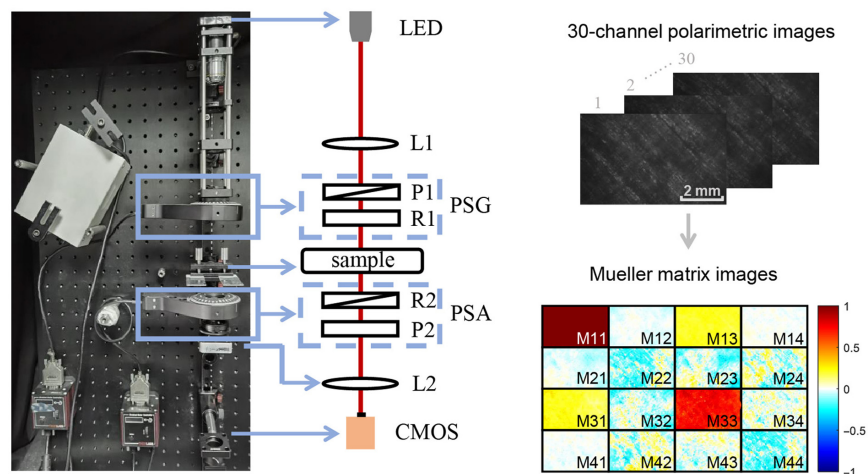 LED
L1
P1
R1
PSG
sample
R2
P2
PSA
L2
CMOS
30-channel polarimetric images
1
2
30
2 mm
Mueller matrix images
M11 M12 M13 M14
M21 M22 M23 M24
M31 M32 M33 M34
M41 M42 M43 M44
1
0.5
0
−0.5
−1